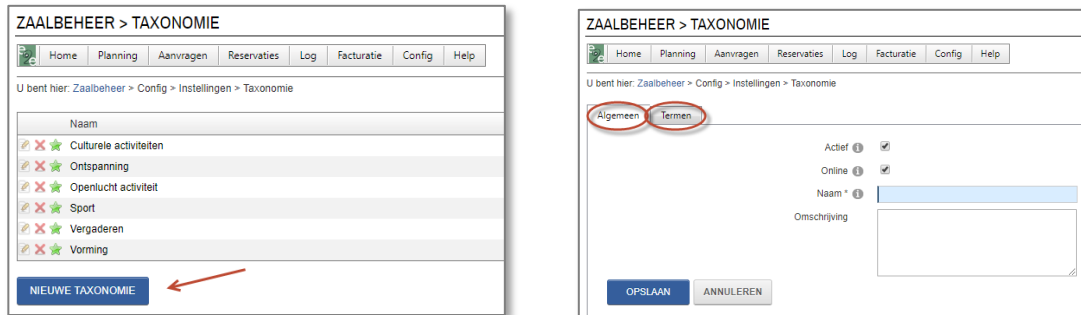 ZAALBEHEER > TAXONOMIE
Home Planning Aanvragen Reservaties Log Facturatie Config Help
U bent hier: Zaalbeheer > Config > Instellingen > Taxonomie
Naam
Culturele activiteiten
Ontspanning
Openlucht activiteit
Sport
Vergaderen
Vorming
NIEUWE TAXONOMIE
ZAALBEHEER > TAXONOMIE
Home Planning Aanvragen Reservaties Log Facturatie Config Help
U bent hier: Zaalbeheer > Config > Instellingen > Taxonomie
Algemeen Termen
Actief
Online
Naam *
Omschrijving
OPSLAAN ANNULEREN